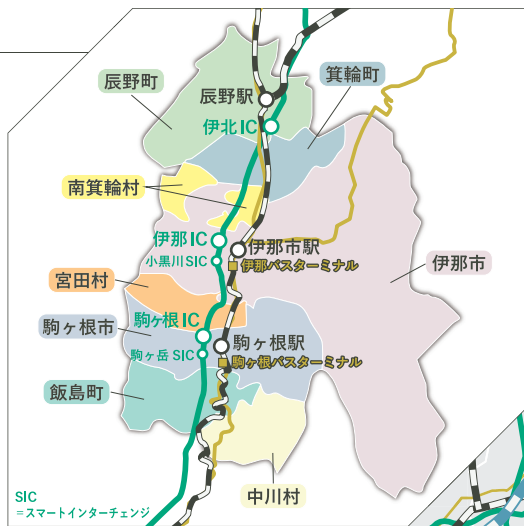 辰野町
箕輪町
辰野駅
伊北IC
南箕輪村
伊那IC
伊那市駅
小黒川SIC
伊那バスターミナル
伊那市
宮田村
駒ヶ根IC
駒ヶ根市
駒ヶ根駅
駒ヶ岳SIC
駒ヶ根バスターミナル
飯島町
中川村
SIC
=スマートインターチェンジ